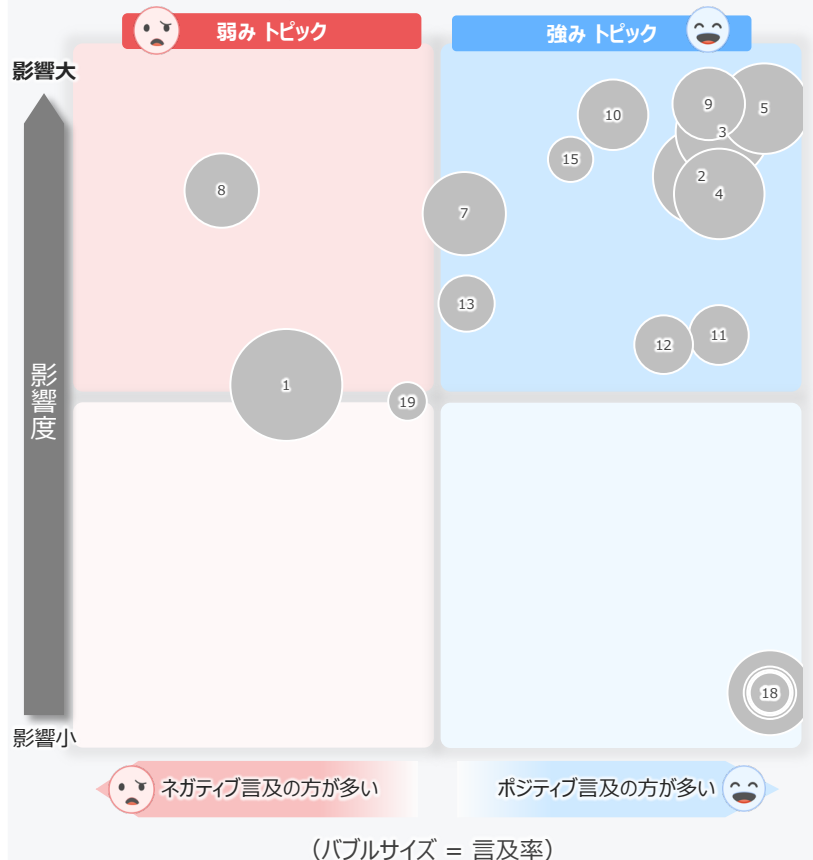 弱み トピック
強み トピック
影響大
9
5
10
3
15
2
8
4
7
13
11
12
1
影響度
19
18
影響小
ネガティブ言及の方が多い
ポジティブ言及の方が多い
（バブルサイズ = 言及率）